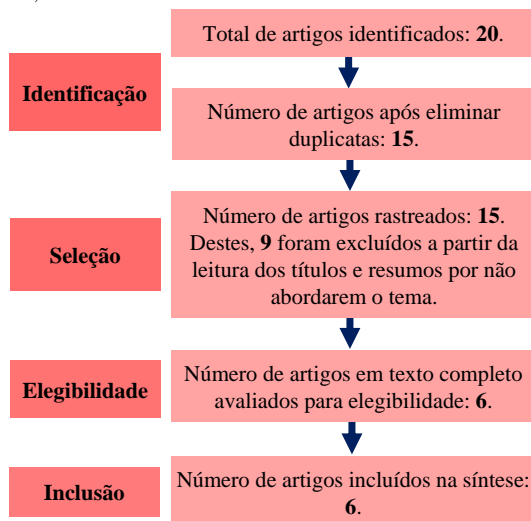 Total de artigos identificados: 20.
Identificação
Número de artigos após eliminar
duplicatas: 15.
Número de artigos rastreados: 15.
Destes, 9 foram excluídos a partir da
leitura dos títulos e resumos por não
abordarem o tema.
Seleção
Número de artigos em texto completo
avaliados para elegibilidade: 6.
Elegibilidade
Número de artigos incluídos na síntese:
6.
Inclusão